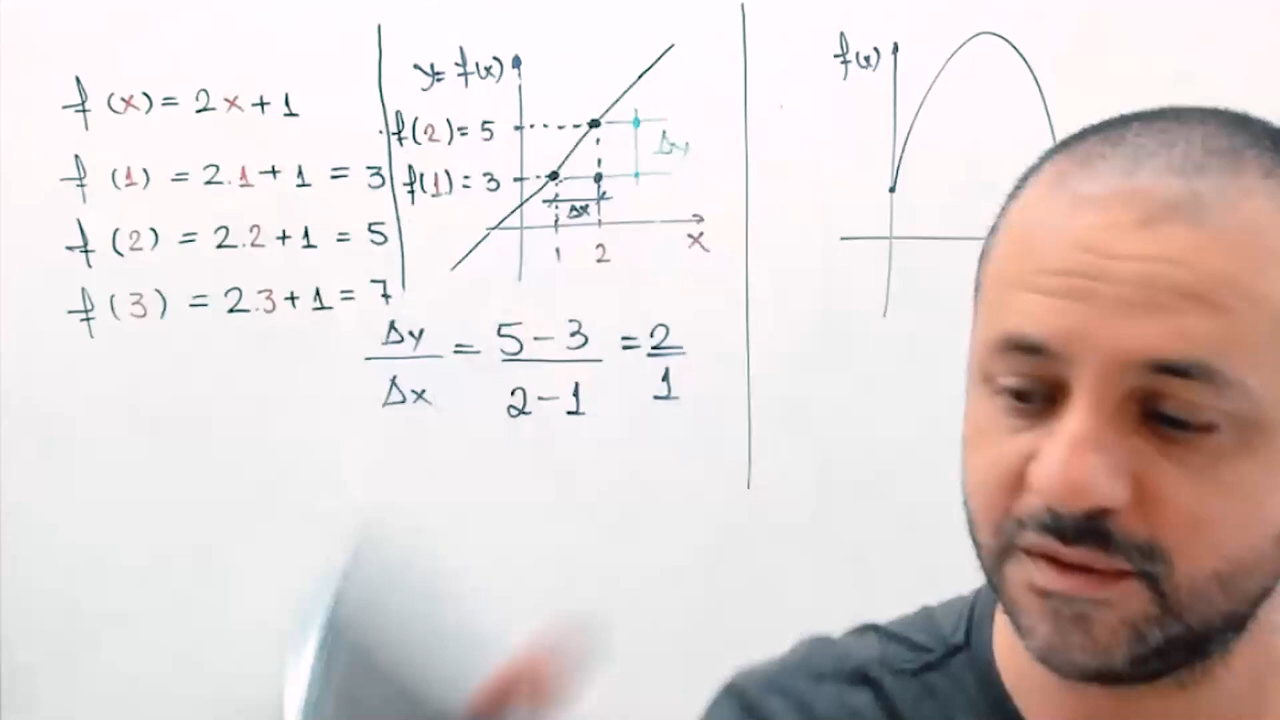 f(x) = 2x+1
f(1) = 2.1+1 = 3
f(2) = 2.2+1 = 5
f(3) = 2.3+1 = 7
y= f(x)
f(2)= 5
f(1)= 3
Δy
Δx
1 2
x
Δy/Δx = 5-3/2-1 = 2/1
f(x)